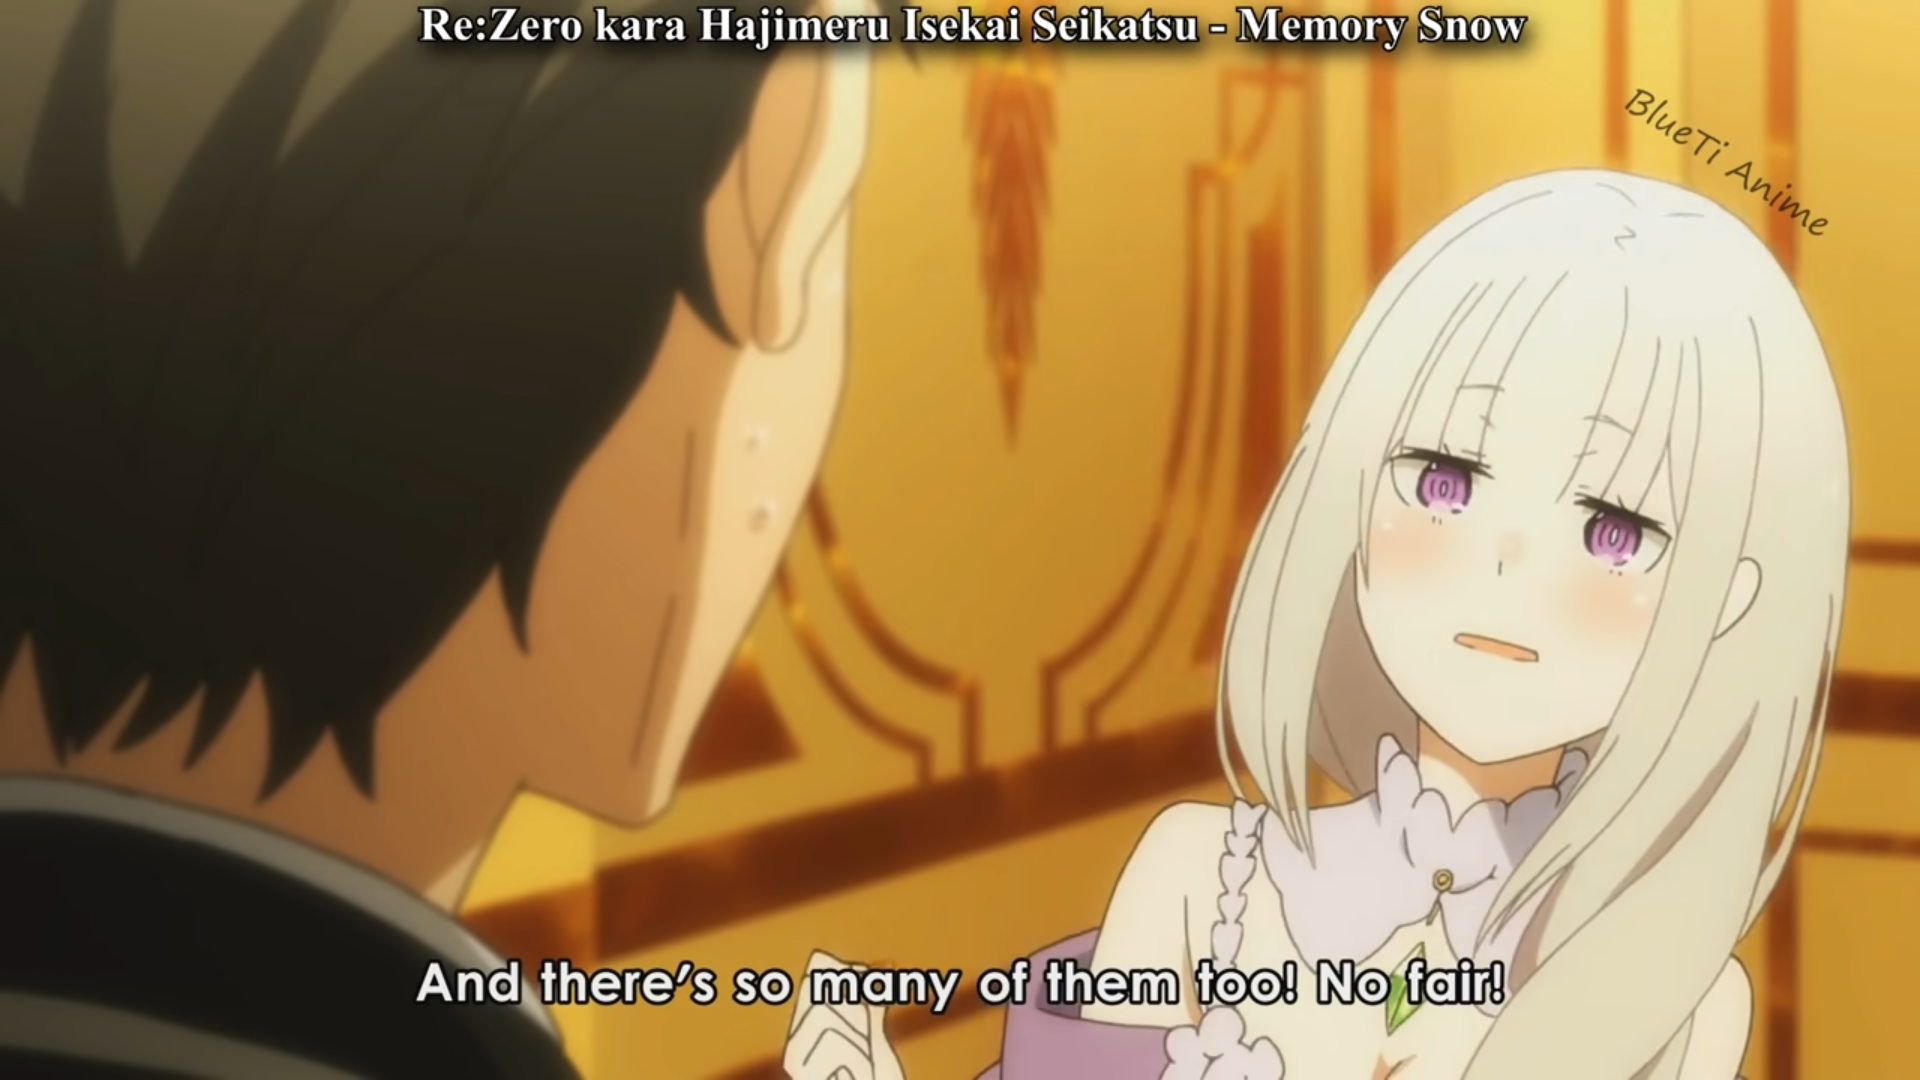 Re:Zero kara Hajimeru Isekai Seikatsu - Memory Snow
BlueTi Anime
And there's so many of them too! No fair!